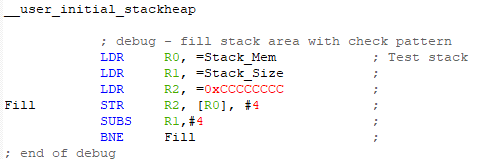 __user_initial_stackheap
; debug - fill stack area with check pattern
LDR R0, =Stack_Mem ; Test stack
LDR R1, =Stack_Size ;
LDR R2, =0xCCCCCCCC ;
Fill STR R2, [R0], #4 ;
SUBS R1,#4 ;
BNE Fill ;
; end of debug